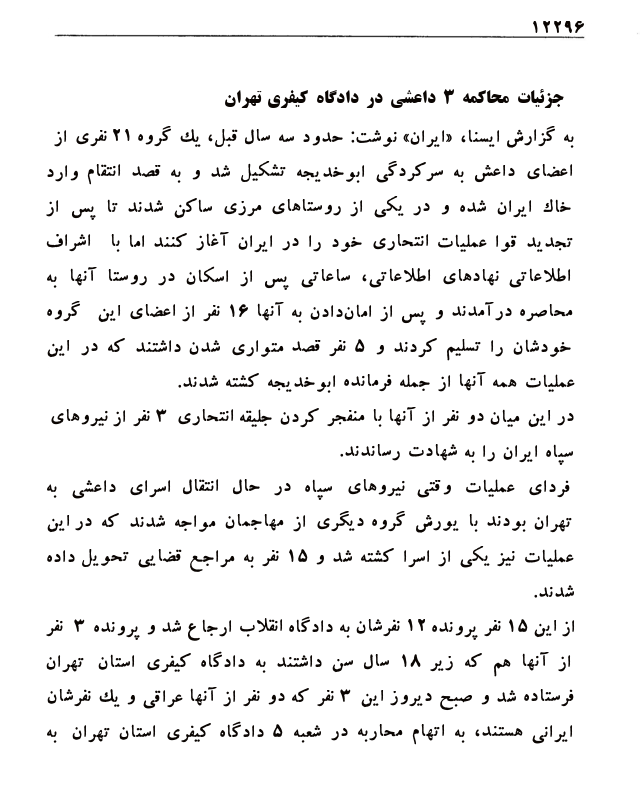 ۱۲۲۹۶
جزئیات محاکمه ۳ داعشی در دادگاه کیفری تهران
به گزارش ایسنا، «ایران» نوشت: حدود سه سال قبل، یك گروه ۲۱ نفری از
اعضای داعش به سرکردگی ابوخدیجه تشکیل شد و به قصد انتقام وارد
خاك ایران شده و در یکی از روستاهای مرزی ساکن شدند تا پس از
تجدید قوا عملیات انتحاری خود را در ایران آغاز کنند اما با اشراف
اطلاعاتی نهادهای اطلاعاتی، ساعاتی پس از اسکان در روستا آنها به
محاصره درآمدند و پس از امان‌دادن به آنها ۱۶ نفر از اعضای این گروه
خودشان را تسلیم کردند و ۵ نفر قصد متواری شدن داشتند که در این
عملیات همه آنها از جمله فرمانده ابوخدیجه کشته شدند.
در این میان دو نفر از آنها با منفجر کردن جلیقه انتحاری ۳ نفر از نیروهای
سپاه ایران را به شهادت رساندند.
فردای عملیات وقتی نیروهای سپاه در حال انتقال اسرای داعشی به
تهران بودند با یورش گروه دیگری از مهاجمان مواجه شدند که در این
عملیات نیز یکی از اسرا کشته شد و ۱۵ نفر به مراجع قضایی تحویل داده
شدند.
از این ۱۵ نفر پرونده ۱۲ نفرشان به دادگاه انقلاب ارجاع شد و پرونده ۳ نفر
از آنها هم که زیر ۱۸ سال سن داشتند به دادگاه کیفری استان تهران
فرستاده شد و صبح دیروز این ۳ نفر که دو نفر از آنها عراقی و یك نفرشان
ایرانی هستند، به اتهام محاربه در شعبه ۵ دادگاه کیفری استان تهران به